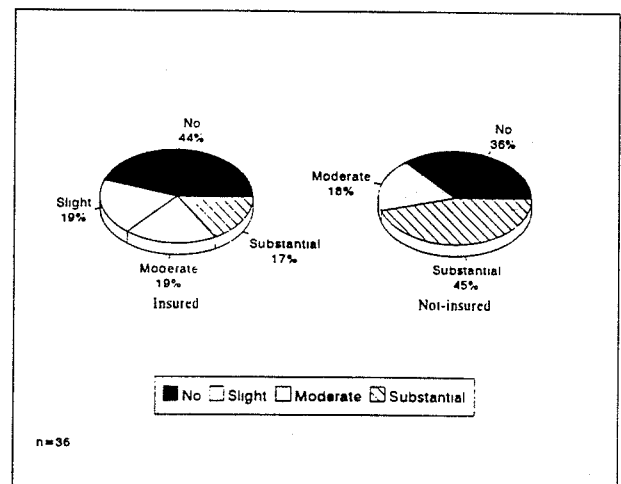 No
44%
Slight
19%
Moderate
19%
Substantial
17%
Insured
No
36%
Moderate
18%
Substantial
45%
Not-insured
No Slight Moderate Substantial
n=36